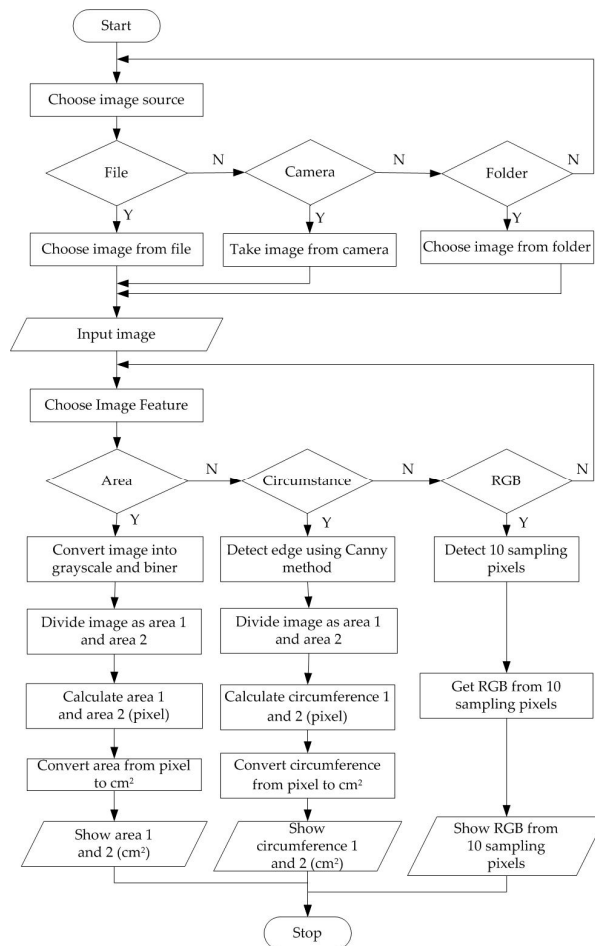 Start
Choose image source
File
N
Camera
N
Folder
N
Y
Y
Y
Choose image from file
Take image from camera
Choose image from folder
Input image
Choose Image Feature
Area
N
Circumstance
N
RGB
N
Y
Y
Y
Convert image into
grayscale and biner
Detect edge using Canny
method
Detect 10 sampling
pixels
Divide image as area 1
and area 2
Divide image as area 1
and area 2
Calculate area 1
and area 2 (pixel)
Calculate circumference 1
and 2 (pixel)
Get RGB from 10
sampling pixels
Convert area from pixel
to cm²
Convert circumference
from pixel to cm²
Show area 1
and 2 (cm²)
Show
circumference 1
and 2 (cm²)
Show RGB from
10 sampling
pixels
Stop